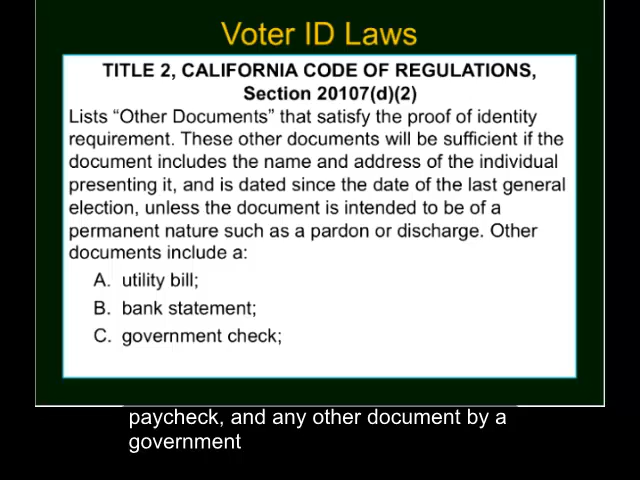 Voter ID Laws
TITLE 2, CALIFORNIA CODE OF REGULATIONS,
Section 20107(d)(2)
Lists “Other Documents” that satisfy the proof of identity
requirement. These other documents will be sufficient if the
document includes the name and address of the individual
presenting it, and is dated since the date of the last general
election, unless the document is intended to be of a
permanent nature such as a pardon or discharge. Other
documents include a:
A. utility bill;
B. bank statement;
C. government check;
paycheck, and any other document by a
government